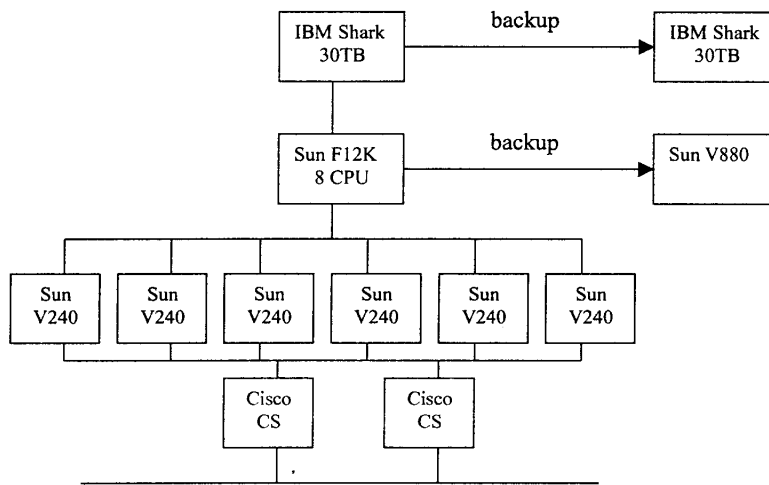 IBM Shark
30TB
backup
IBM Shark
30TB
Sun F12K
8 CPU
backup
Sun V880
Sun
V240
Sun
V240
Sun
V240
Sun
V240
Sun
V240
Sun
V240
Cisco
CS
Cisco
CS